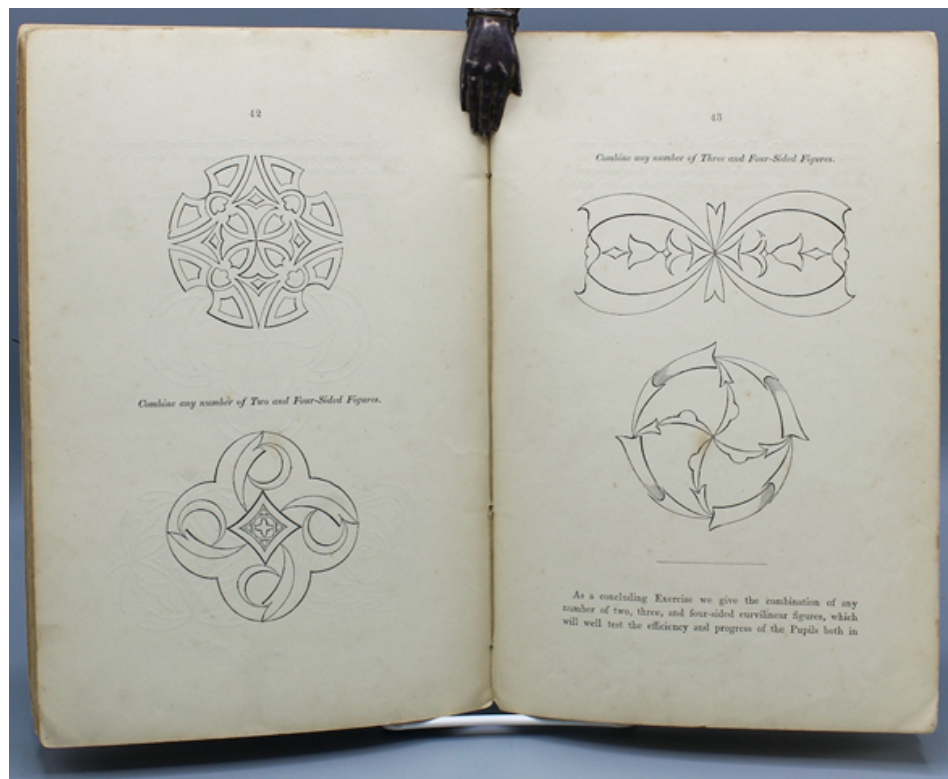 42
Combine any number of Two and Four-Sided Figures.
43
Combine any number of Three and Four-Sided Figures.
As a concluding Exercise we give the combination of any
number of two, three, and four-sided curvilinear figures, which
will well test the efficiency and progress of the Pupils both in